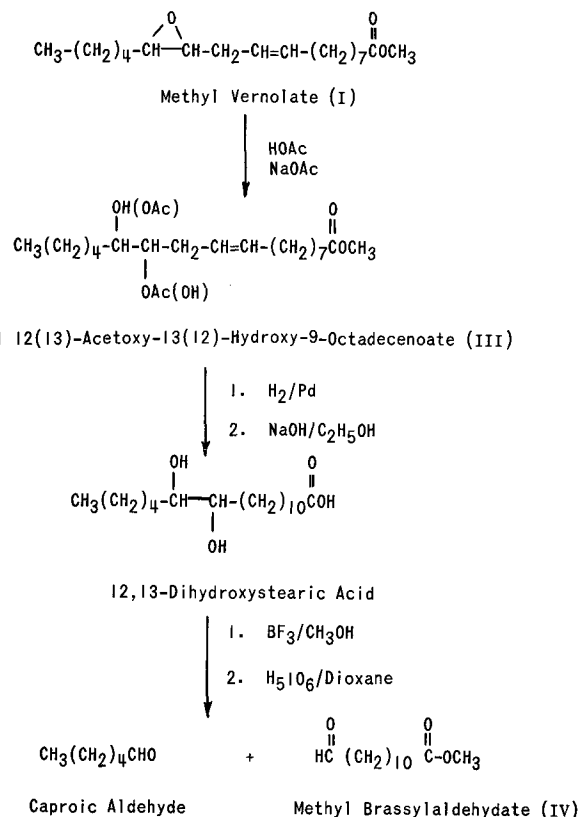 O
O
CH3-(CH2)4-CH—CH-CH2-CH=CH-(CH2)7COCH3
Methyl Vernolate (I)
HOAc
NaOAc
OH(OAc)
O
CH3(CH2)4-CH-CH-CH2-CH=CH-(CH2)7COCH3
OAc(OH)
12(13)-Acetoxy-13(12)-Hydroxy-9-Octadecenoate (III)
1. H2/Pd
2. NaOH/C2H5OH
OH
O
CH3(CH2)4-CH—CH-(CH2)10COH
OH
12,13-Dihydroxystearic Acid
1. BF3/CH3OH
2. H5IO6/Dioxane
O
O
CH3(CH2)4CHO + HC (CH2)10 C-OCH3
Caproic Aldehyde Methyl Brassylaldehydate (IV)